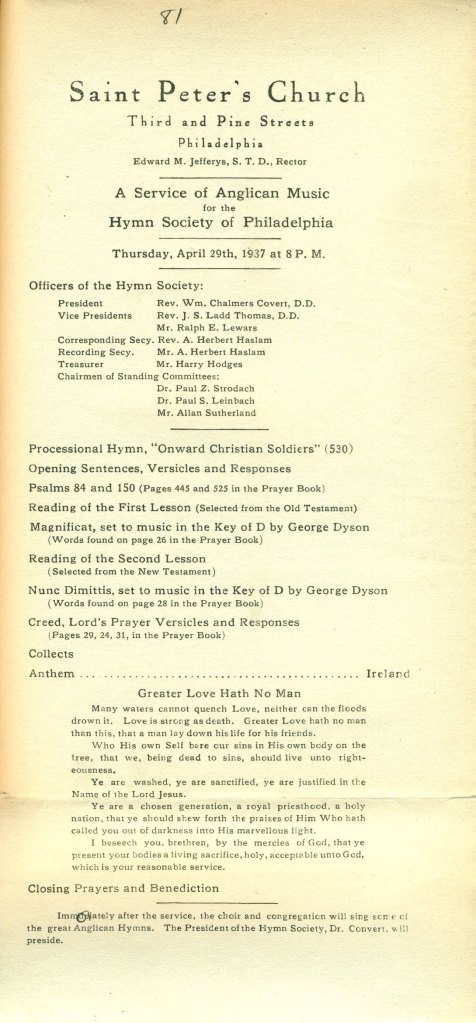 81
Saint Peter's Church
Third and Pine Streets
Philadelphia
Edward M. Jefferys, S. T. D., Rector
A Service of Anglican Music
for the
Hymn Society of Philadelphia
Thursday, April 29th, 1937 at 8 P. M.
Officers of the Hymn Society:
President Rev. Wm. Chalmers Covert, D.D.
Vice Presidents Rev. J. S. Ladd Thomas, D.D.
Mr. Ralph E. Lewars
Corresponding Secy. Rev. A. Herbert Haslam
Recording Secy. Mr. A. Herbert Haslam
Treasurer Mr. Harry Hodges
Chairmen of Standing Committees:
Dr. Paul Z. Strodach
Dr. Paul S. Leinbach
Mr. Allan Sutherland
Processional Hymn, "Onward Christian Soldiers" (530)
Opening Sentences, Versicles and Responses
Psalms 84 and 150 (Pages 445 and 525 in the Prayer Book)
Reading of the First Lesson (Selected from the Old Testament)
Magnificat, set to music in the Key of D by George Dyson
(Words found on page 26 in the Prayer Book)
Reading of the Second Lesson
(Selected from the New Testament)
Nunc Dimittis, set to music in the Key of D by George Dyson
(Words found on page 28 in the Prayer Book)
Creed, Lord's Prayer Versicles and Responses
(Pages 29, 24, 31, in the Prayer Book)
Collects
Anthem ............................................ Ireland
Greater Love Hath No Man
Many waters cannot quench Love, neither can the floods
drown it. Love is strong as death. Greater Love hath no man
than this, that a man lay down his life for his friends.
Who His own Self bare our sins in His own body on the
tree, that we, being dead to sins, should live unto right-
eousness.
Ye are washed, ye are sanctified, ye are justified in the
Name of the Lord Jesus.
Ye are a chosen generation, a royal priesthood, a holy
nation, that ye should shew forth the praises of Him Who hath
called you out of darkness into His marvellous light.
I beseech you, brethren, by the mercies of God, that ye
present your bodies a living sacrifice, holy, acceptable unto God,
which is your reasonable service.
Closing Prayers and Benediction
Immediately after the service, the choir and congregation will sing some of
the great Anglican Hymns. The President of the Hymn Society, Dr. Convert, will
preside.